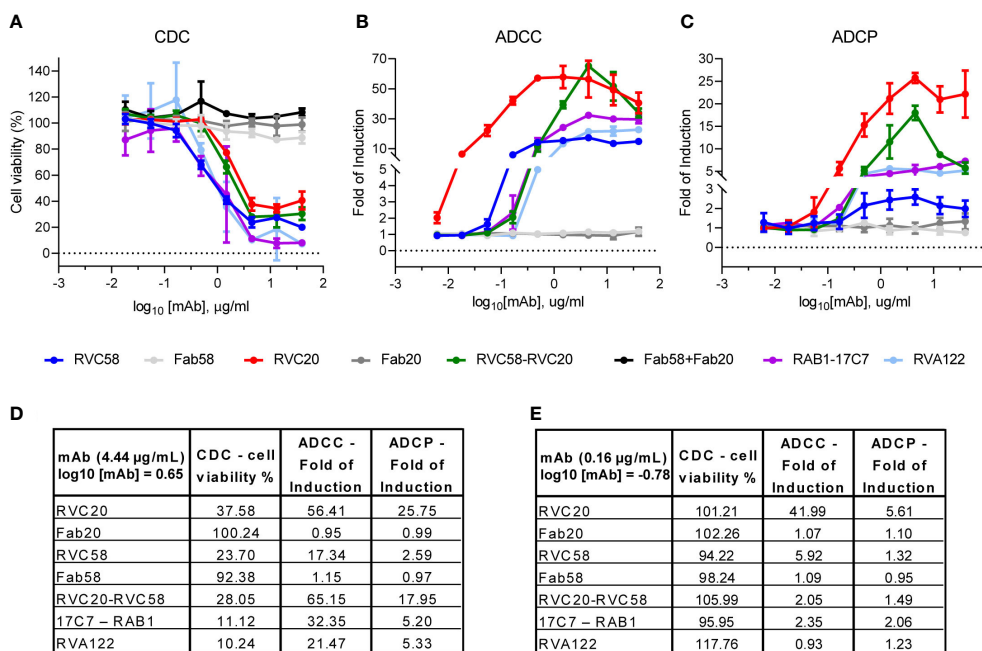 A
B
C
CDC
ADCC
ADCP
140
120
100
80
60
40
20
0
Cell viability (%)
-3 -2 -1 0 1 2
log10 [mAb], µg/ml
70
50
30
10
5
4
3
2
1
0
Fold of Induction
-3 -2 -1 0 1 2
log10[mAb], ug/ml
30
25
20
15
10
5
3
2
1
0
Fold of Induction
-3 -2 -1 0 1 2
log10[mAb], ug/ml
RVC58 Fab58 RVC20 Fab20 RVC58-RVC20 Fab58+Fab20 RAB1-17C7 RVA122
D
mAb (4.44 µg/mL) log10 [mAb] = 0.65 | CDC - cell viability % | ADCC - Fold of Induction | ADCP - Fold of Induction
RVC20 37.58 56.41 25.75
Fab20 100.24 0.95 0.99
RVC58 23.70 17.34 2.59
Fab58 92.38 1.15 0.97
RVC20-RVC58 28.05 65.15 17.95
17C7 – RAB1 11.12 32.35 5.20
RVA122 10.24 21.47 5.33
E
mAb (0.16 µg/mL) log10 [mAb] = -0.78 | CDC - cell viability % | ADCC - Fold of Induction | ADCP - Fold of Induction
RVC20 101.21 41.99 5.61
Fab20 102.26 1.07 1.10
RVC58 94.22 5.92 1.32
Fab58 98.24 1.09 0.95
RVC20-RVC58 105.99 2.05 1.49
17C7 – RAB1 95.95 2.35 2.06
RVA122 117.76 0.93 1.23